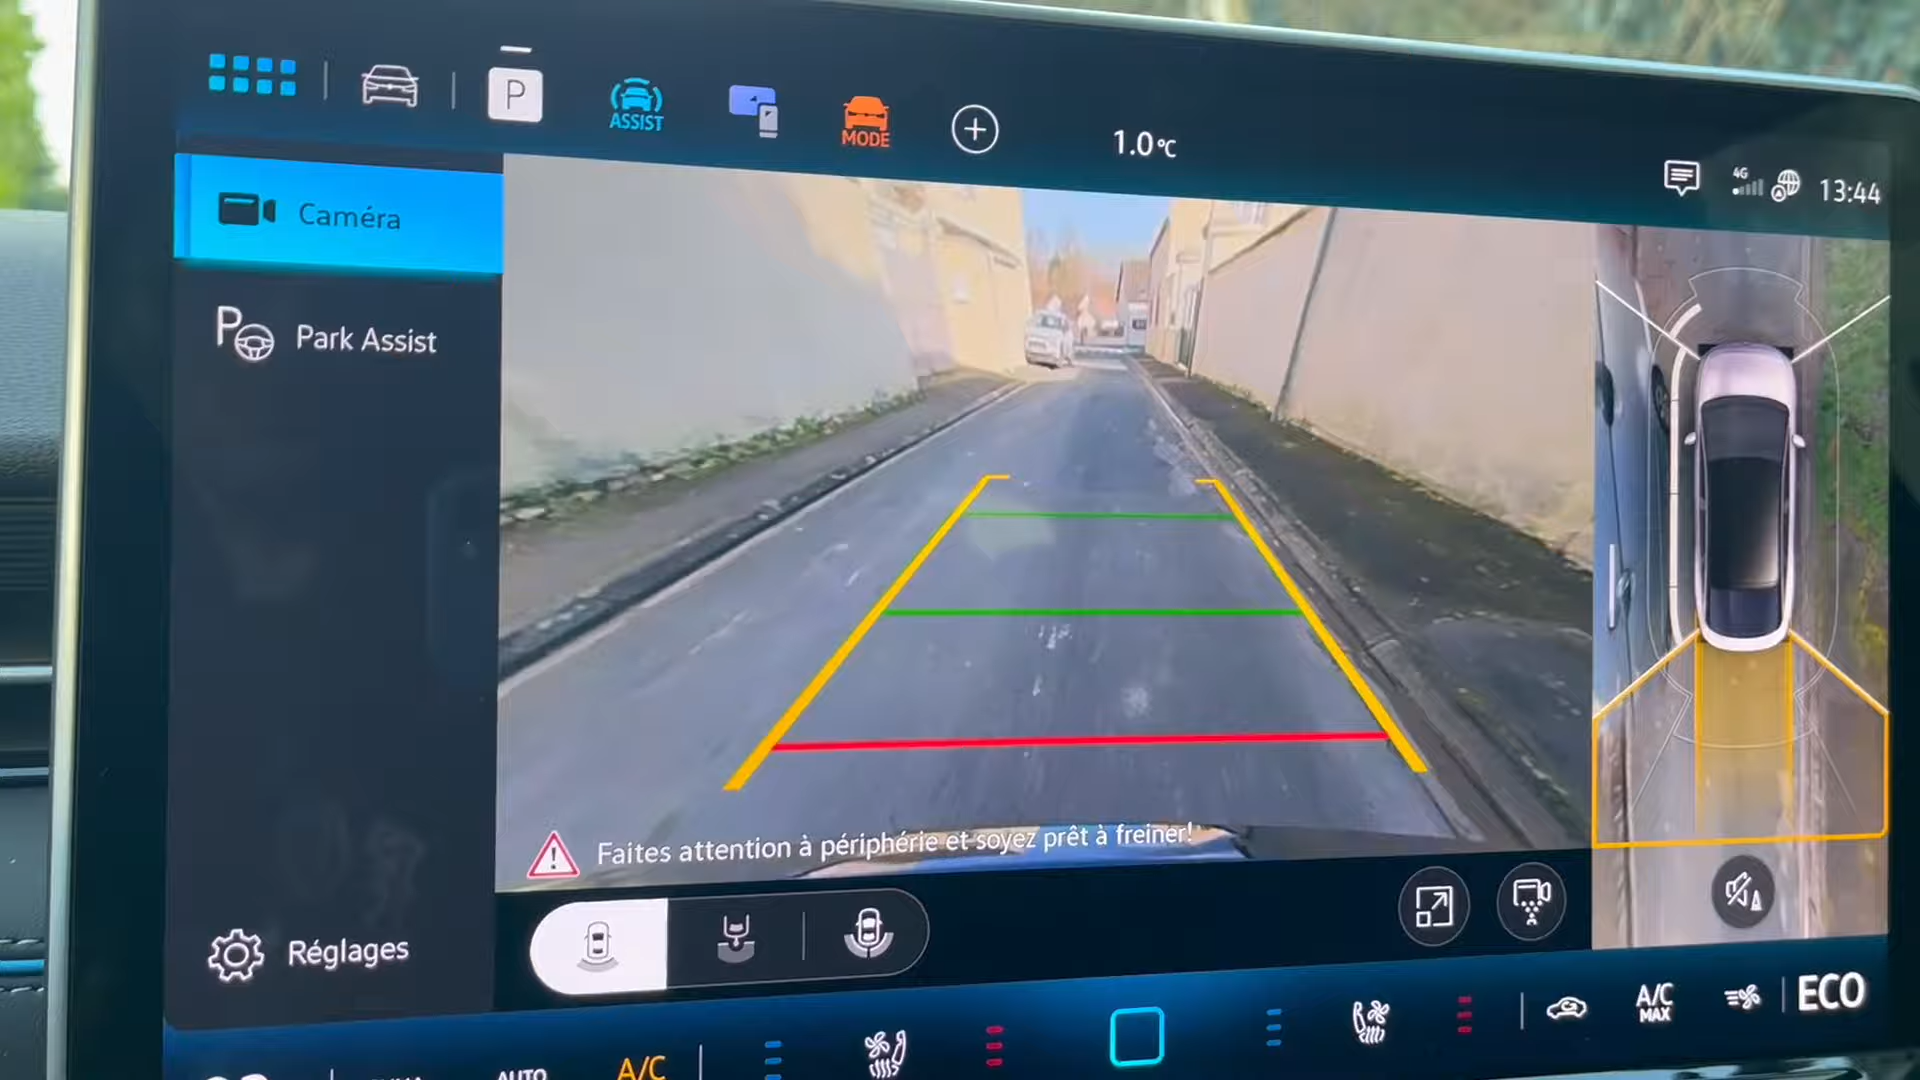 P
ASSIST
MODE
1.0°C
4G
13:44
Caméra
P
Park Assist
Faites attention à périphérie et soyez prêt à freiner!
Réglages
A/C
MAX
ECO
AUTO
A/C